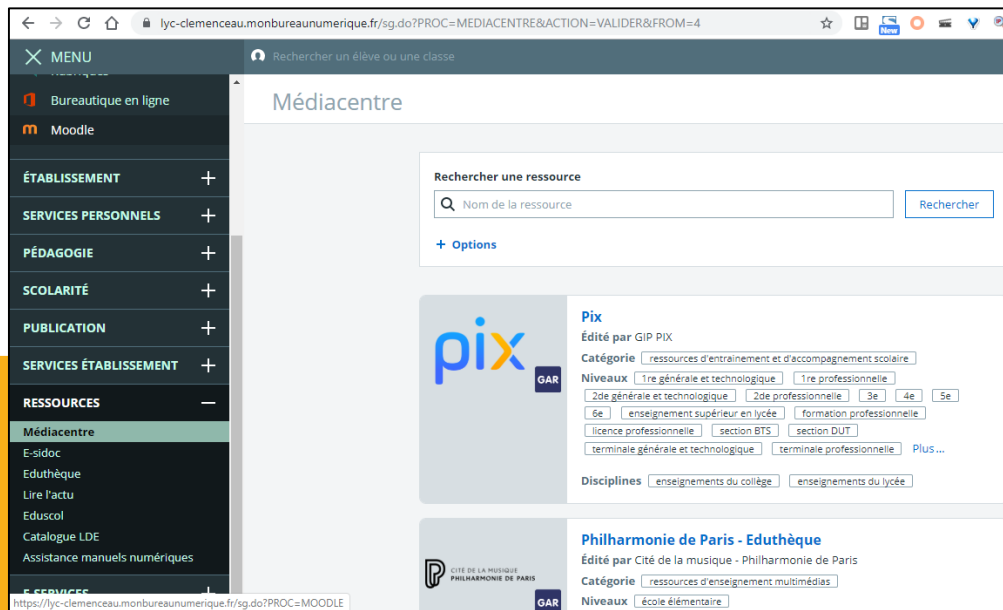 lyc-clemenceau.monbureaunumerique.fr/sg.do?PROC=MEDIACENTRE&ACTION=VALIDER&FROM=4
New
MENU
Rechercher un élève ou une classe
Rubriques
Bureautique en ligne
Moodle
ÉTABLISSEMENT
SERVICES PERSONNELS
PÉDAGOGIE
SCOLARITÉ
PUBLICATION
SERVICES ÉTABLISSEMENT
RESSOURCES
Médiacentre
E-sidoc
Eduthèque
Lire l'actu
Eduscol
Catalogue LDE
Assistance manuels numériques
E-SERVICES
https://lyc-clemenceau.monbureaunumerique.fr/sg.do?PROC=MOODLE
Médiacentre
Rechercher une ressource
Nom de la ressource
Rechercher
+ Options
pix
GAR
Pix
Édité par GIP PIX
Catégorie ressources d'entrainement et d'accompagnement scolaire
Niveaux 1re générale et technologique 1re professionnelle
2de générale et technologique 2de professionnelle 3e 4e 5e
6e enseignement supérieur en lycée formation professionnelle
licence professionnelle section BTS section DUT
terminale générale et technologique terminale professionnelle Plus...
Disciplines enseignements du collège enseignements du lycée
CITÉ DE LA MUSIQUE
PHILHARMONIE DE PARIS
GAR
Philharmonie de Paris - Eduthèque
Édité par Cité de la musique - Philharmonie de Paris
Catégorie ressources d'enseignement multimédias
Niveaux école élémentaire